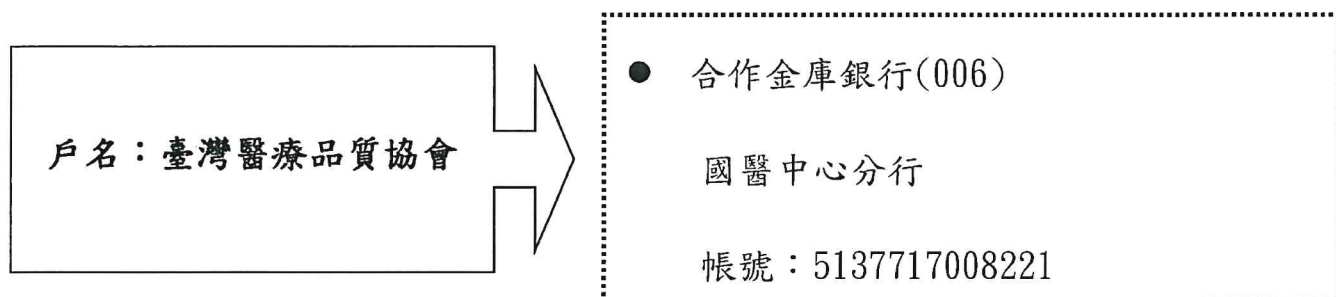 戶名：臺灣醫療品質協會
● 合作金庫銀行(006)
國醫中心分行
帳號：5137717008221